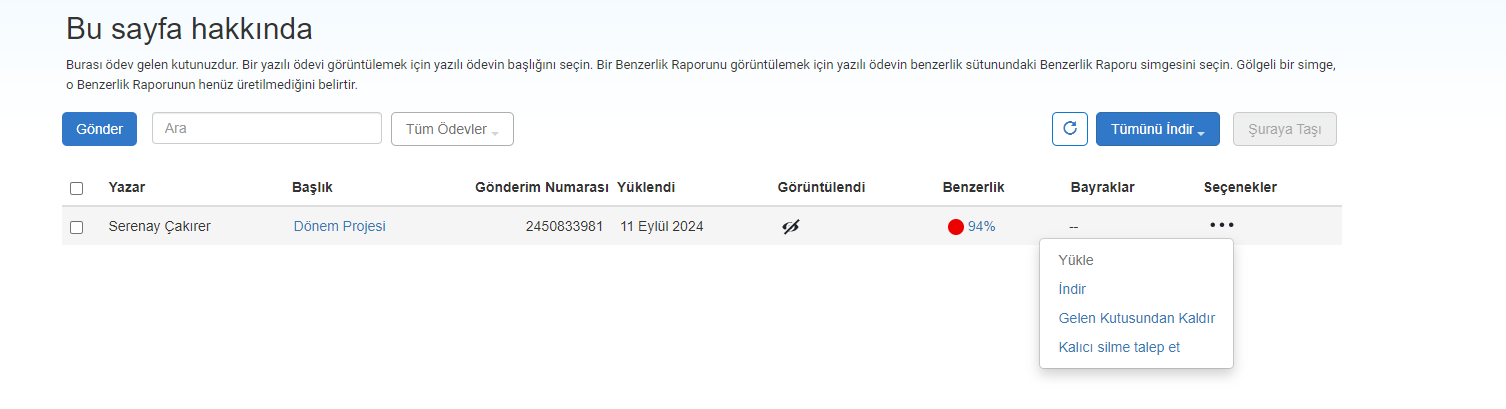 Bu sayfa hakkında
Burası ödev gelen kutunuzdur. Bir yazılı ödevi görüntülemek için yazılı ödevin başlığını seçin. Bir Benzerlik Raporunu görüntülemek için yazılı ödevin benzerlik sütunundaki Benzerlik Raporu simgesini seçin. Gölgeli bir simge,
o Benzerlik Raporunun henüz üretilmediğini belirtir.
Gönder Ara Tüm Ödevler Tümünü İndir Şuraya Taşı
Yazar Başlık Gönderim Numarası Yüklendi Görüntülendi Benzerlik Bayraklar Seçenekler
Serenay Çakırer Dönem Projesi 2450833981 11 Eylül 2024 94% -- •••
Yükle
İndir
Gelen Kutusundan Kaldır
Kalıcı silme talep et